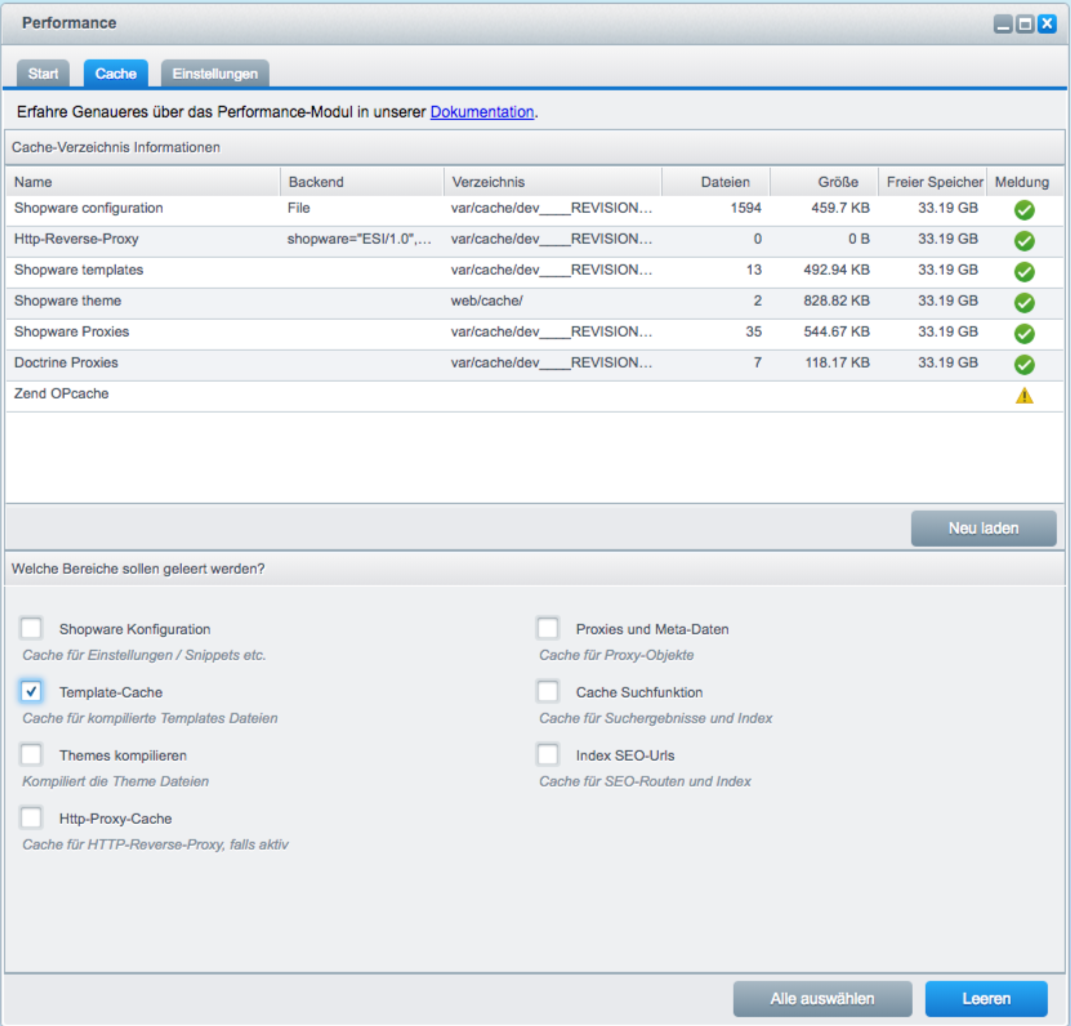 Performance
Start Cache Einstellungen
Erfahre Genaueres über das Performance-Modul in unserer Dokumentation.
Cache-Verzeichnis Informationen
Name Backend Verzeichnis Dateien Größe Freier Speicher Meldung
Shopware configuration File var/cache/dev____REVISION... 1594 459.7 KB 33.19 GB
Http-Reverse-Proxy shopware="ESI/1.0",... var/cache/dev____REVISION... 0 0 B 33.19 GB
Shopware templates var/cache/dev____REVISION... 13 492.94 KB 33.19 GB
Shopware theme web/cache/ 2 828.82 KB 33.19 GB
Shopware Proxies var/cache/dev____REVISION... 35 544.67 KB 33.19 GB
Doctrine Proxies var/cache/dev____REVISION... 7 118.17 KB 33.19 GB
Zend OPcache
Neu laden
Welche Bereiche sollen geleert werden?
Shopware Konfiguration Proxies und Meta-Daten
Cache für Einstellungen / Snippets etc. Cache für Proxy-Objekte
Template-Cache Cache Suchfunktion
Cache für kompilierte Templates Dateien Cache für Suchergebnisse und Index
Themes kompilieren Index SEO-Urls
Kompiliert die Theme Dateien Cache für SEO-Routen und Index
Http-Proxy-Cache
Cache für HTTP-Reverse-Proxy, falls aktiv
Alle auswählen Leeren